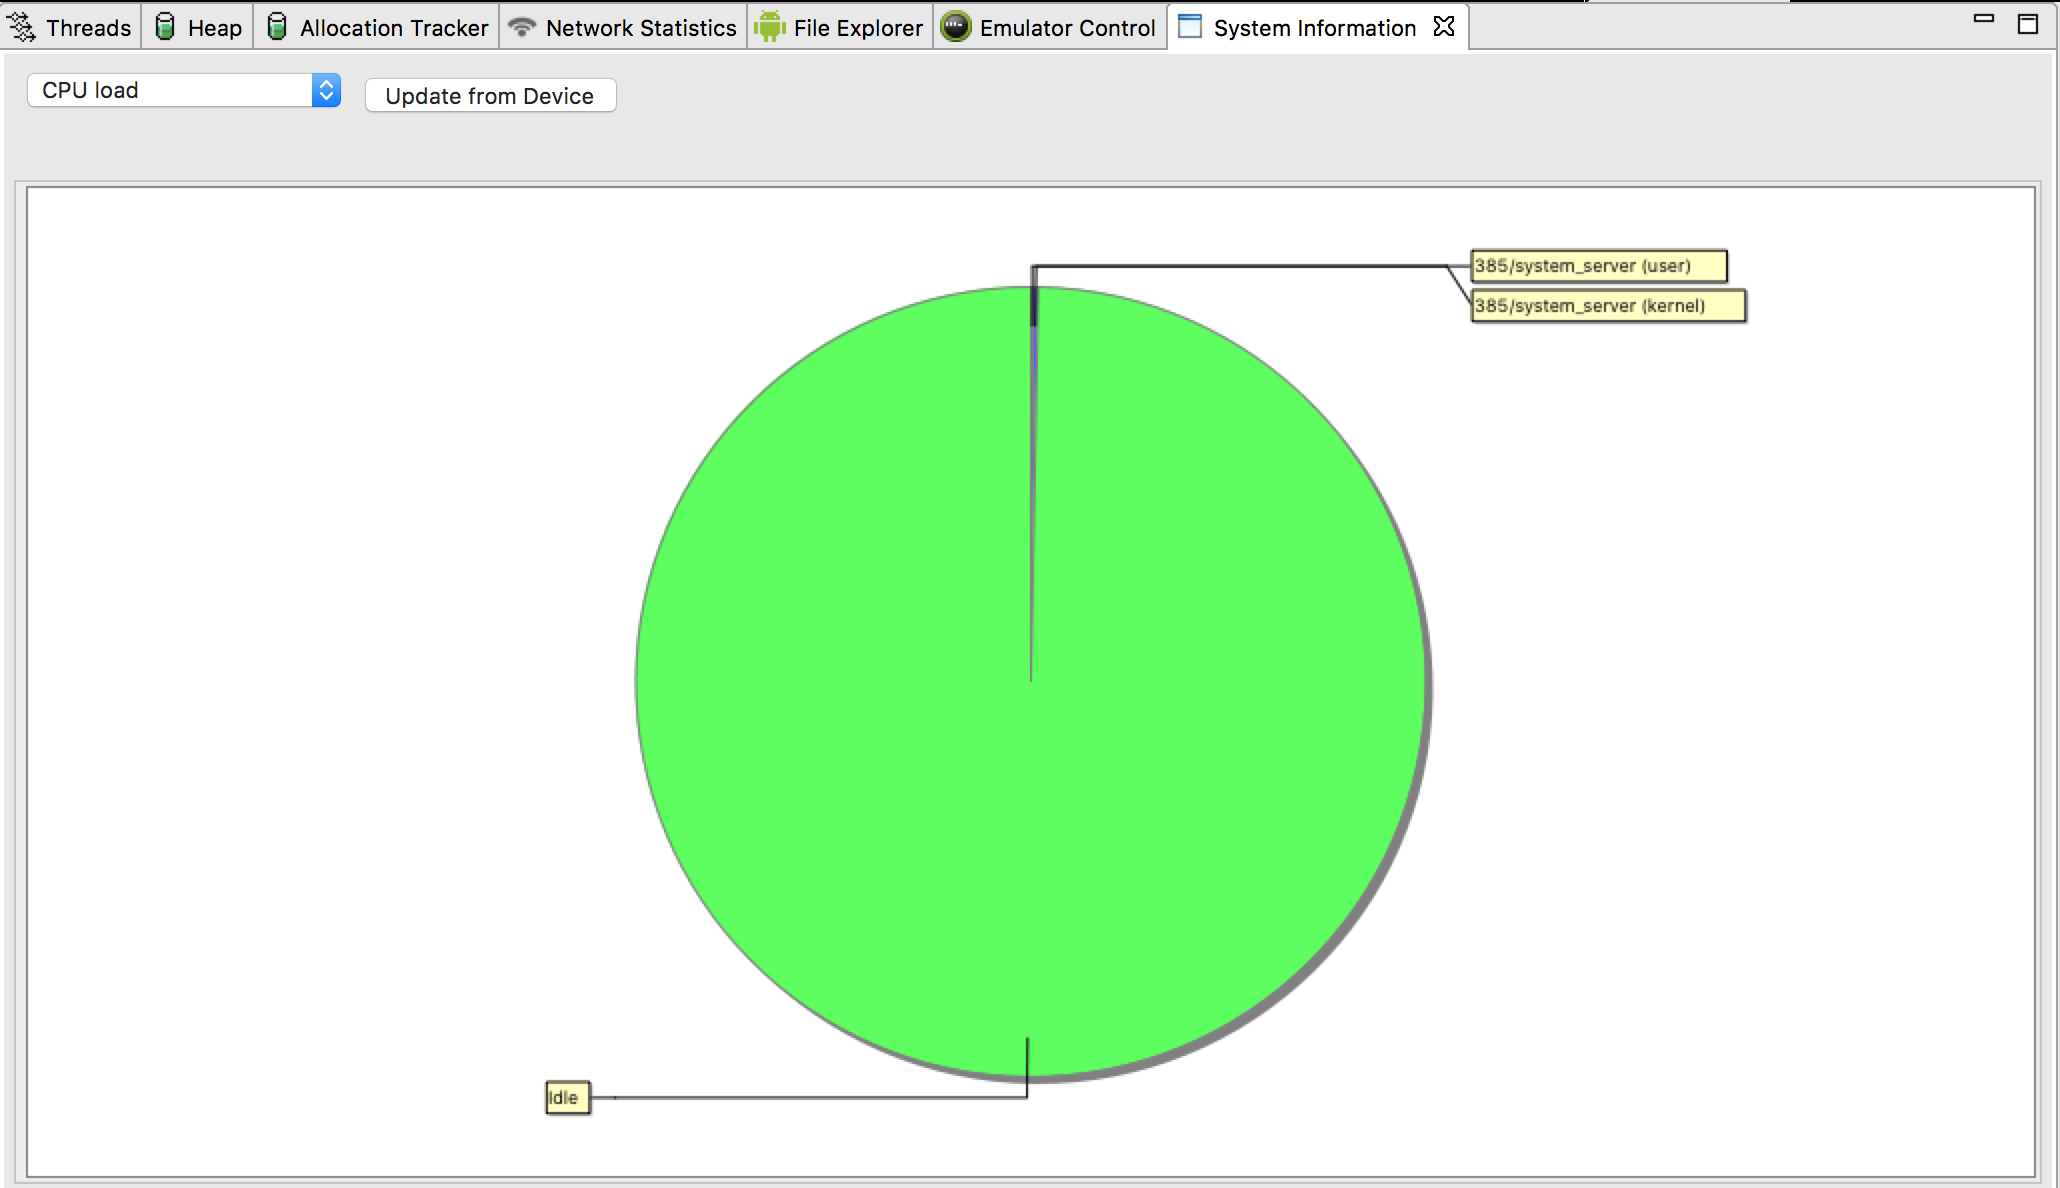 Threads Heap Allocation Tracker Network Statistics File Explorer Emulator Control System Information
CPU load Update from Device
385/system_server (user)
385/system_server (kernel)
Idle